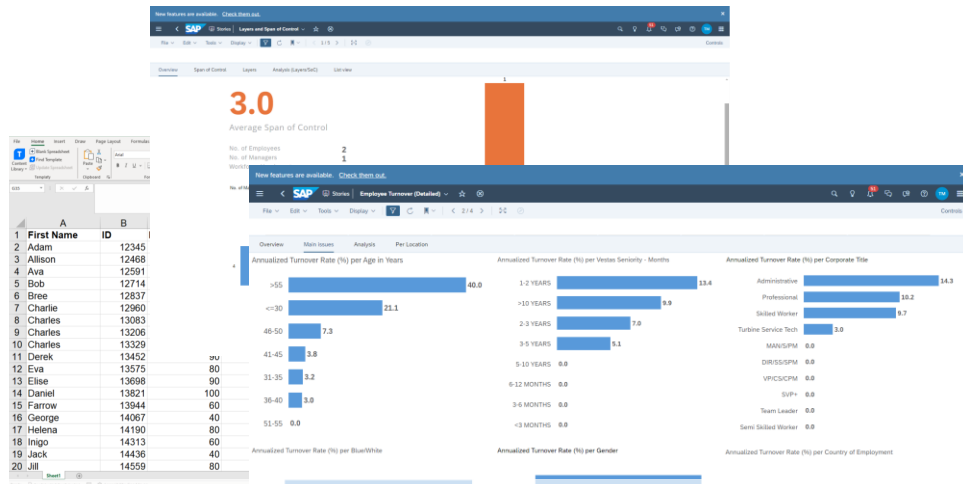 New features are available. Check them out.
SAP Stories Layers and Span of Control
File Edit Tools Display 1/5 Controls
Overview Span of Control Layers Analysis (Layers/SoC) List view
1
3.0
Average Span of Control
No. of Employees 2
No. of Managers 1
File Home Insert Draw Page Layout Formulas
Blank Spreadsheet
Find Template
Update Spreadsheet
Content Library
Paste
Arial
B I U
Template Clipboard
A B
1 First Name ID
2 Adam 12345
3 Allison 12468
4 Ava 12591
5 Bob 12714
6 Bree 12837
7 Charlie 12960
8 Charles 13083
9 Charles 13206
10 Charles 13329
11 Derek 13452 90
12 Eva 13575 80
13 Elise 13698 90
14 Daniel 13821 100
15 Farrow 13944 60
16 George 14067 40
17 Helena 14190 80
18 Inigo 14313 60
19 Jack 14436 40
20 Jill 14559 80
Sheet1
New features are available. Check them out.
SAP Stories Employee Turnover (Detailed) 51 TM
File Edit Tools Display 2/4 Controls
Overview Main Issues Analysis Per Location
Annualized Turnover Rate (%) per Age in Years
>55 40.0
<=30 21.1
46-50 7.3
41-45 3.8
31-35 3.2
36-40 3.0
51-55 0.0
Annualized Turnover Rate (%) per Vestas Seniority - Months
1-2 YEARS 13.4
>10 YEARS 9.9
2-3 YEARS 7.0
3-5 YEARS 5.1
5-10 YEARS 0.0
6-12 MONTHS 0.0
3-6 MONTHS 0.0
<3 MONTHS 0.0
Annualized Turnover Rate (%) per Corporate Title
Administrative 14.3
Professional 10.2
Skilled Worker 9.7
Turbine Service Tech 3.0
MAN/S/PM 0.0
DIR/SS/SPM 0.0
VP/CS/CPM 0.0
SVP+ 0.0
Team Leader 0.0
Semi Skilled Worker 0.0
Annualized Turnover Rate (%) per Blue/White
Annualized Turnover Rate (%) per Gender
Annualized Turnover Rate (%) per Country of Employment